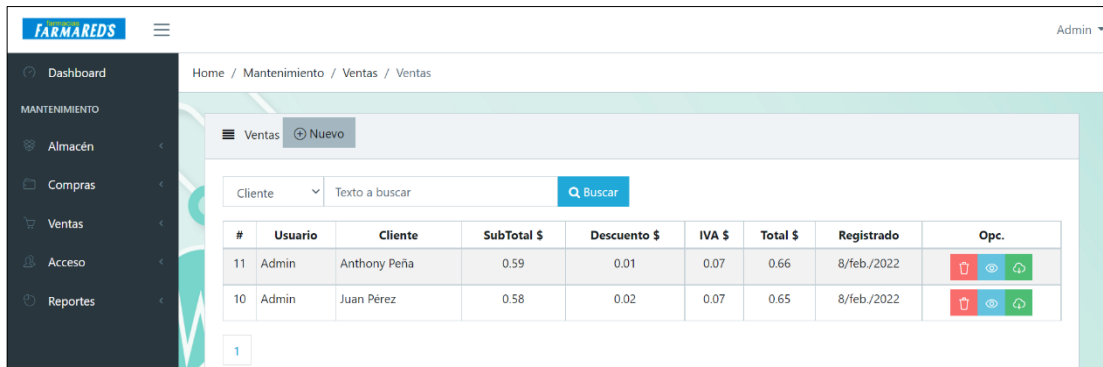 farmacias
FARMARED'S
Admin
Dashboard
Home / Mantenimiento / Ventas / Ventas
MANTENIMIENTO
Almacén
Compras
Ventas
Acceso
Reportes
Ventas Nuevo
Cliente Texto a buscar Buscar
# Usuario Cliente SubTotal $ Descuento $ IVA $ Total $ Registrado Opc.
11 Admin Anthony Peña 0.59 0.01 0.07 0.66 8/feb./2022
10 Admin Juan Pérez 0.58 0.02 0.07 0.65 8/feb./2022
1